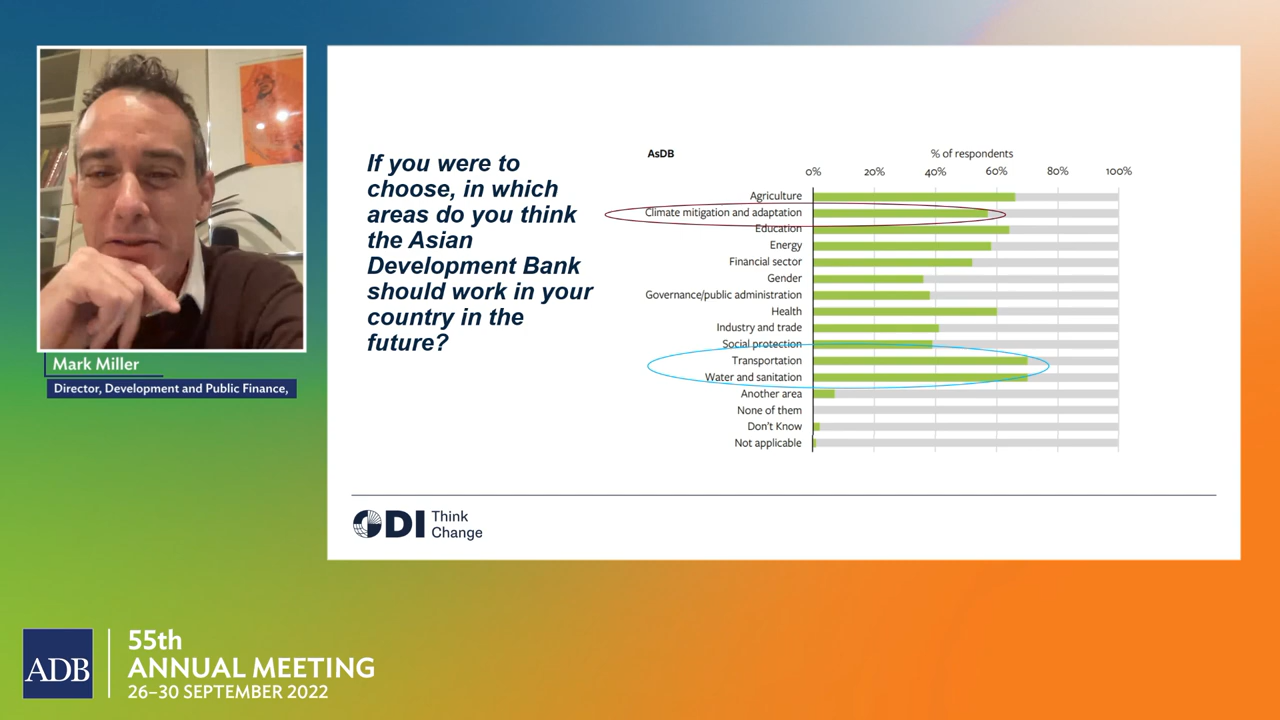 Mark Miller
Director, Development and Public Finance,
If you were to
choose, in which
areas do you think
the Asian
Development Bank
should work in your
country in the
future?
AsDB
% of respondents
0% 20% 40% 60% 80% 100%
Agriculture
Climate mitigation and adaptation
Education
Energy
Financial sector
Gender
Governance/public administration
Health
Industry and trade
Social protection
Transportation
Water and sanitation
Another area
None of them
Don't Know
Not applicable
ODI Think
Change
ADB
55th
ANNUAL MEETING
26–30 SEPTEMBER 2022